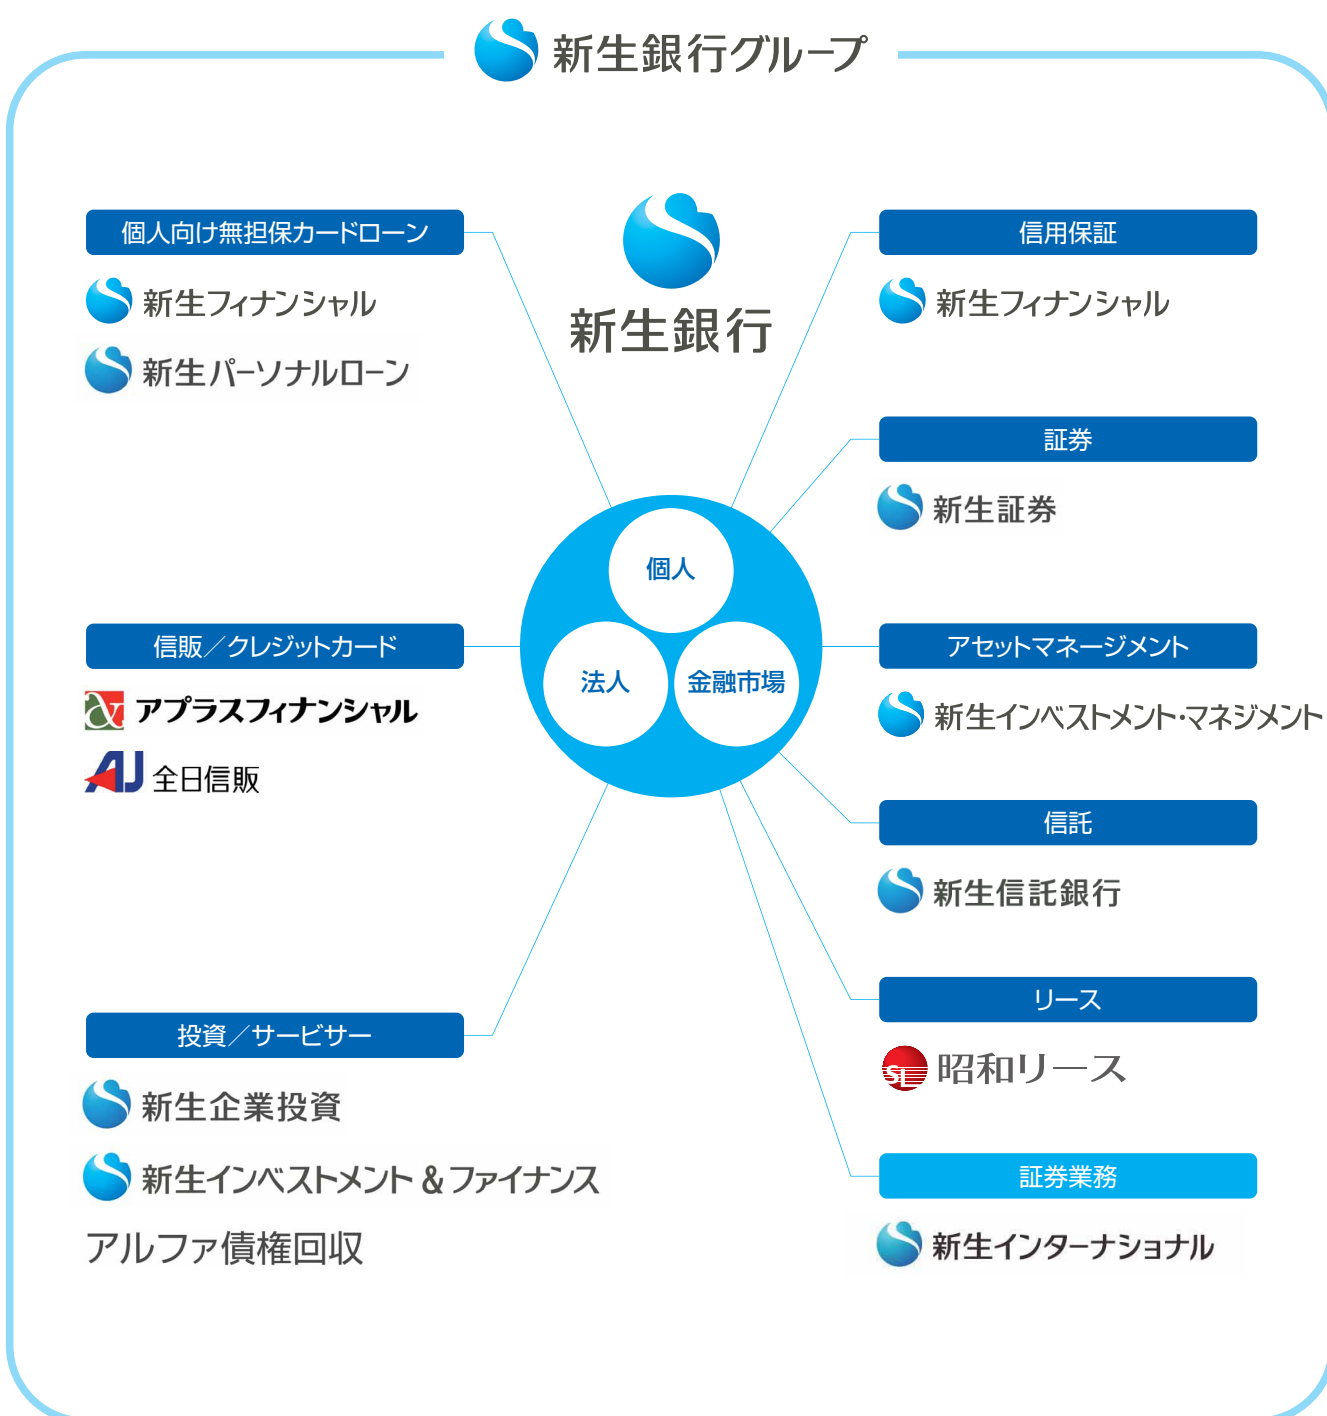 新生銀行グループ
新生銀行
個人向け無担保カードローン
新生フィナンシャル
新生パーソナルローン
信販／クレジットカード
アプラスフィナンシャル
AJ 全日信販
投資／サービサー
新生企業投資
新生インベストメント＆ファイナンス
アルファ債権回収
個人
法人
金融市場
信用保証
新生フィナンシャル
証券
新生証券
アセットマネージメント
新生インベストメント・マネジメント
信託
新生信託銀行
リース
SL 昭和リース
証券業務
新生インターナショナル